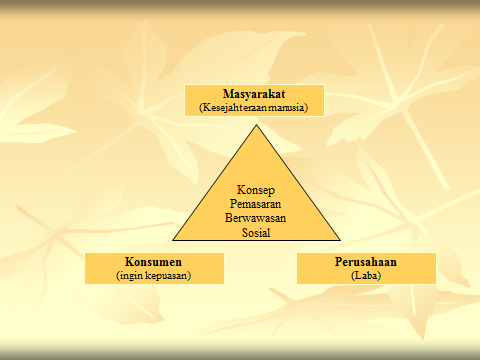 Masyarakat
(Kesejahteraan manusia)
Konsep
Pemasaran
Berwawasan
Sosial
Konsumen
(ingin kepuasan)
Perusahaan
(Laba)